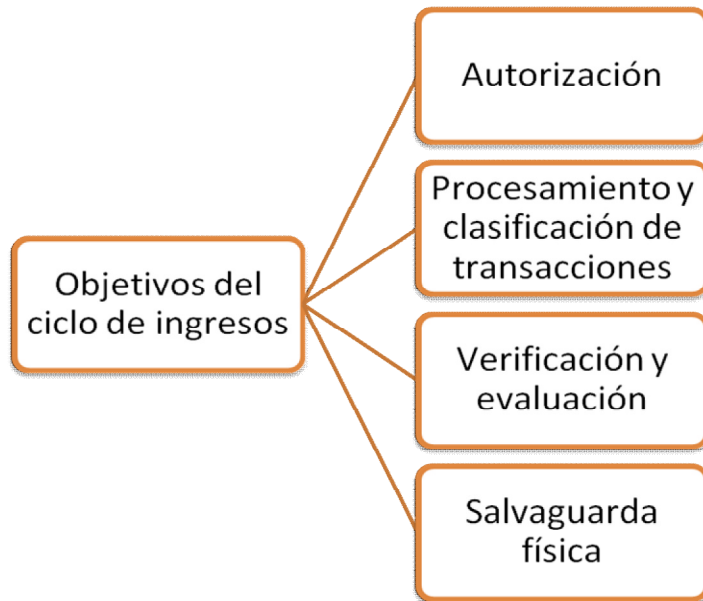 Objetivos del
ciclo de ingresos
Autorización
Procesamiento y
clasificación de
transacciones
Verificación y
evaluación
Salvaguarda
física